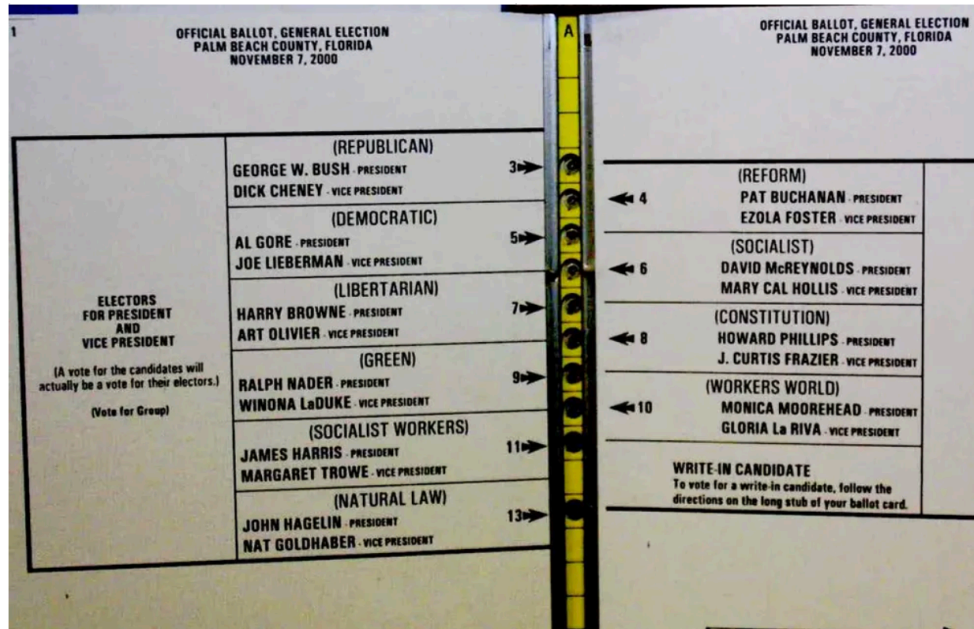 1
OFFICIAL BALLOT, GENERAL ELECTION
PALM BEACH COUNTY, FLORIDA
NOVEMBER 7, 2000
ELECTORS
FOR PRESIDENT
AND
VICE PRESIDENT
(A vote for the candidates will
actually be a vote for their electors.)
(Vote for Group)
(REPUBLICAN)
GEORGE W. BUSH - PRESIDENT
DICK CHENEY - VICE PRESIDENT
3
(DEMOCRATIC)
AL GORE - PRESIDENT
JOE LIEBERMAN - VICE PRESIDENT
5
(LIBERTARIAN)
HARRY BROWNE - PRESIDENT
ART OLIVIER - VICE PRESIDENT
7
(GREEN)
RALPH NADER - PRESIDENT
WINONA LaDUKE - VICE PRESIDENT
9
(SOCIALIST WORKERS)
JAMES HARRIS - PRESIDENT
MARGARET TROWE - VICE PRESIDENT
11
(NATURAL LAW)
JOHN HAGELIN - PRESIDENT
NAT GOLDHABER - VICE PRESIDENT
13
A
OFFICIAL BALLOT, GENERAL ELECTION
PALM BEACH COUNTY, FLORIDA
NOVEMBER 7, 2000
(REFORM)
4
PAT BUCHANAN - PRESIDENT
EZOLA FOSTER - VICE PRESIDENT
(SOCIALIST)
6
DAVID McREYNOLDS - PRESIDENT
MARY CAL HOLLIS - VICE PRESIDENT
(CONSTITUTION)
8
HOWARD PHILLIPS - PRESIDENT
J. CURTIS FRAZIER - VICE PRESIDENT
(WORKERS WORLD)
10
MONICA MOOREHEAD - PRESIDENT
GLORIA La RIVA - VICE PRESIDENT
WRITE-IN CANDIDATE
To vote for a write-in candidate, follow the
directions on the long stub of your ballot card.